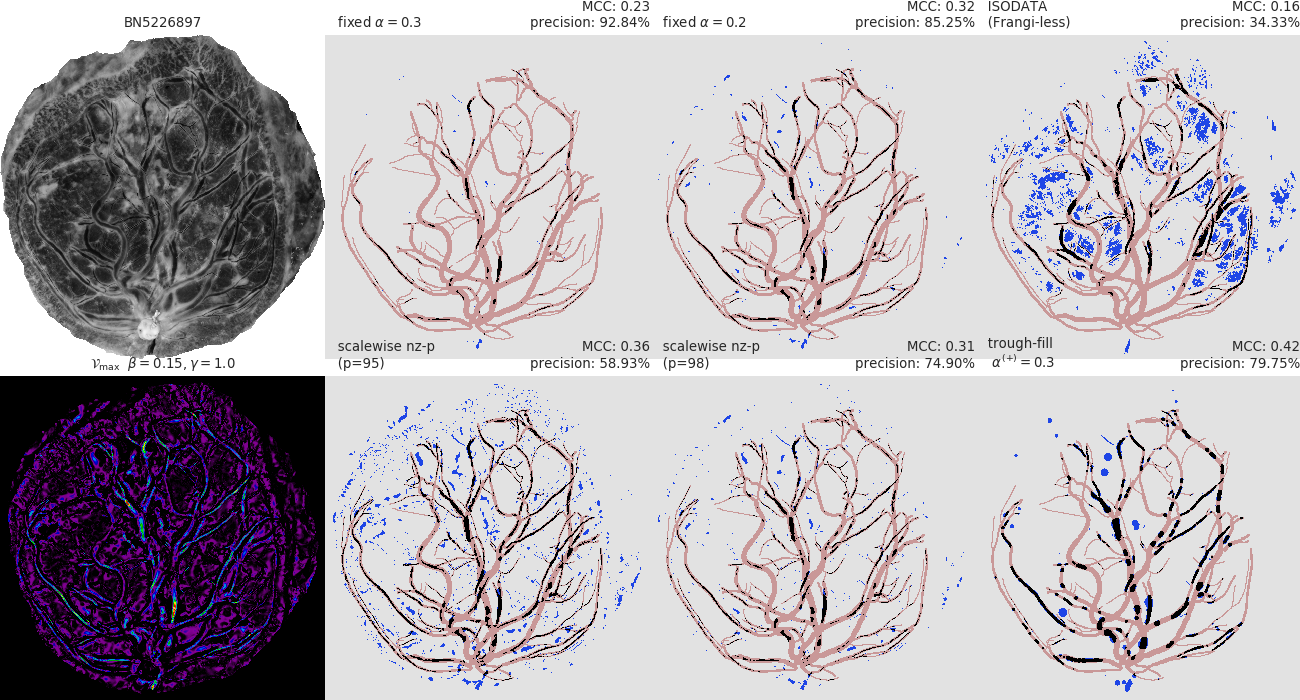 BN5226897
MCC: 0.23
fixed α = 0.3 precision: 92.84%
MCC: 0.32
fixed α = 0.2 precision: 85.25%
ISODATA MCC: 0.16
(Frangi-less) precision: 34.33%
𝒱max β = 0.15, γ = 1.0
scalewise nz-p MCC: 0.36
(p=95) precision: 58.93%
scalewise nz-p MCC: 0.31
(p=98) precision: 74.90%
trough-fill MCC: 0.42
α(+) = 0.3 precision: 79.75%